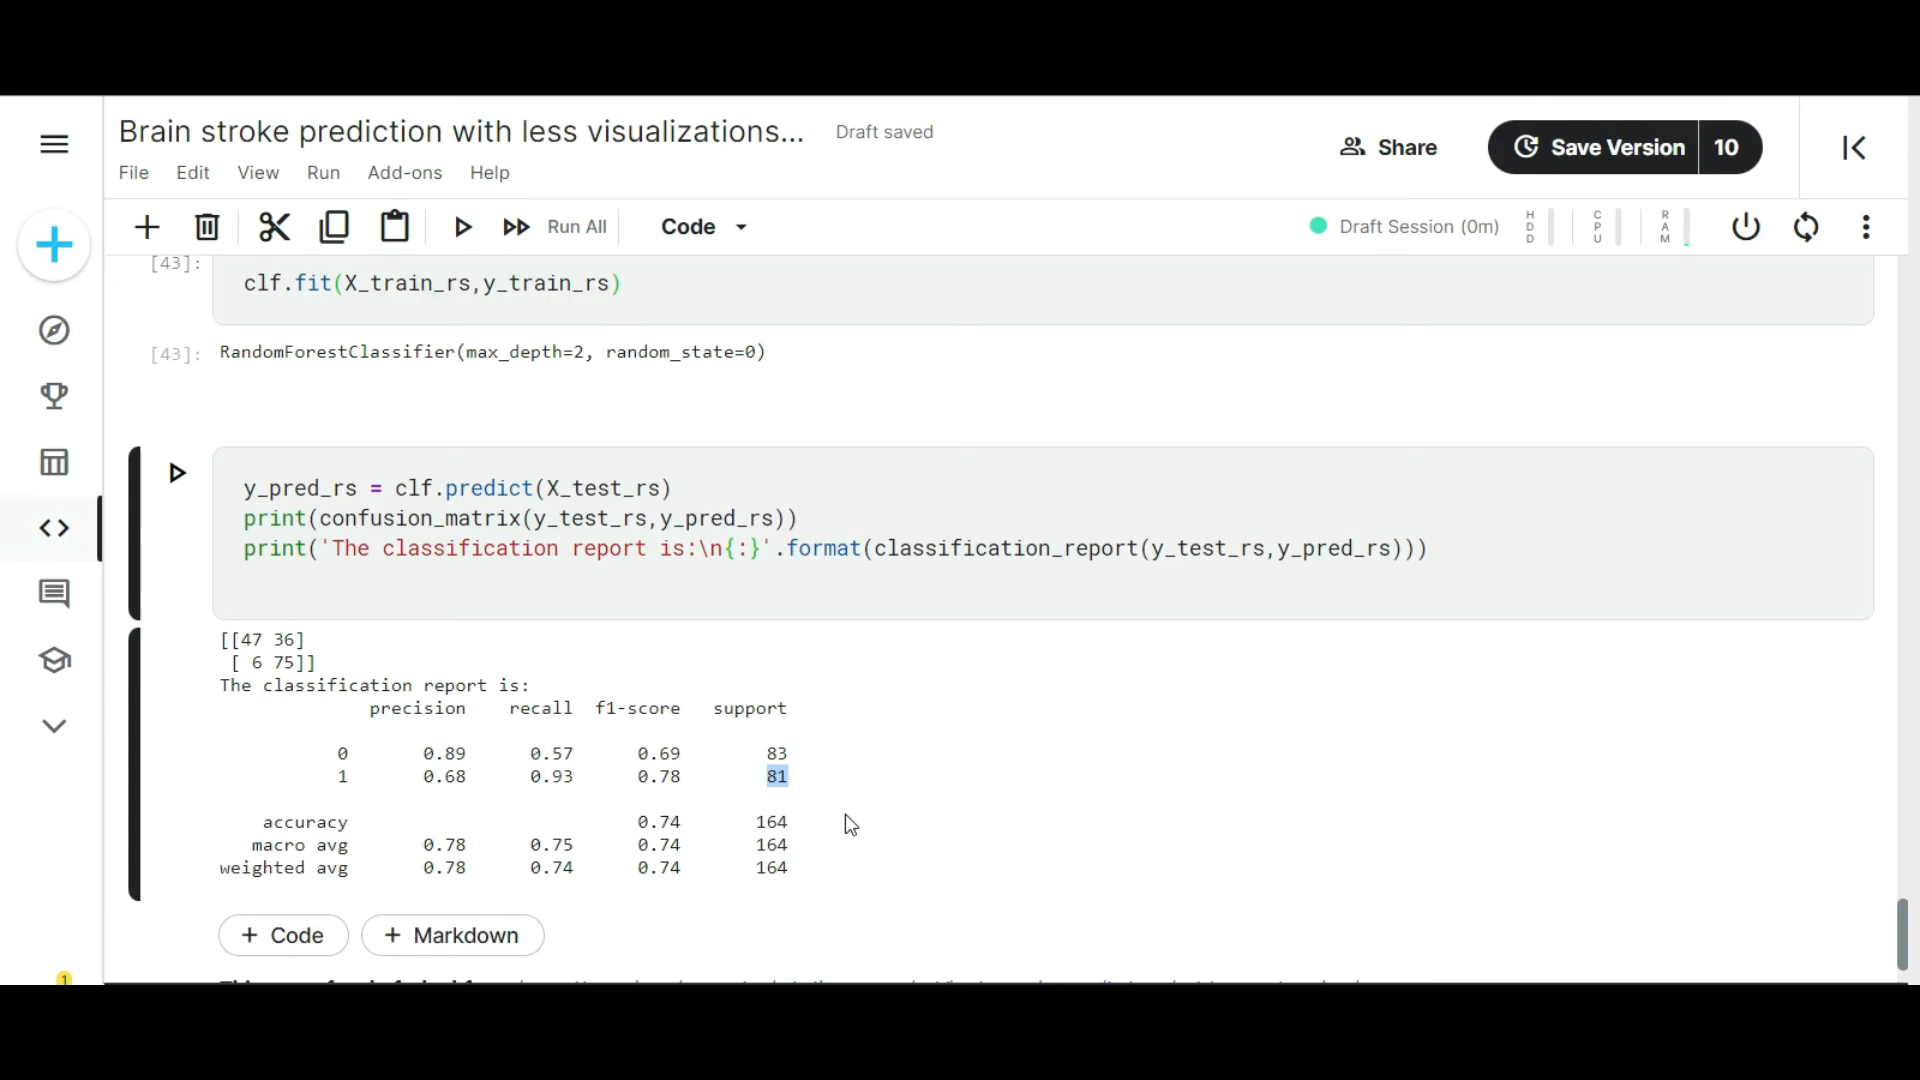 Brain stroke prediction with less visualizations... Draft saved
File Edit View Run Add-ons Help
Share
Save Version 10
Run All Code Draft Session (0m) HDD CPU RAM
[43]: clf.fit(X_train_rs,y_train_rs)
[43]: RandomForestClassifier(max_depth=2, random_state=0)
y_pred_rs = clf.predict(X_test_rs)
print(confusion_matrix(y_test_rs,y_pred_rs))
print('The classification report is:\n{:}'.format(classification_report(y_test_rs,y_pred_rs)))
[[47 36]
[ 6 75]]
The classification report is:
precision recall f1-score support
0 0.89 0.57 0.69 83
1 0.68 0.93 0.78 81
accuracy 0.74 164
macro avg 0.78 0.75 0.74 164
weighted avg 0.78 0.74 0.74 164
+ Code + Markdown
1